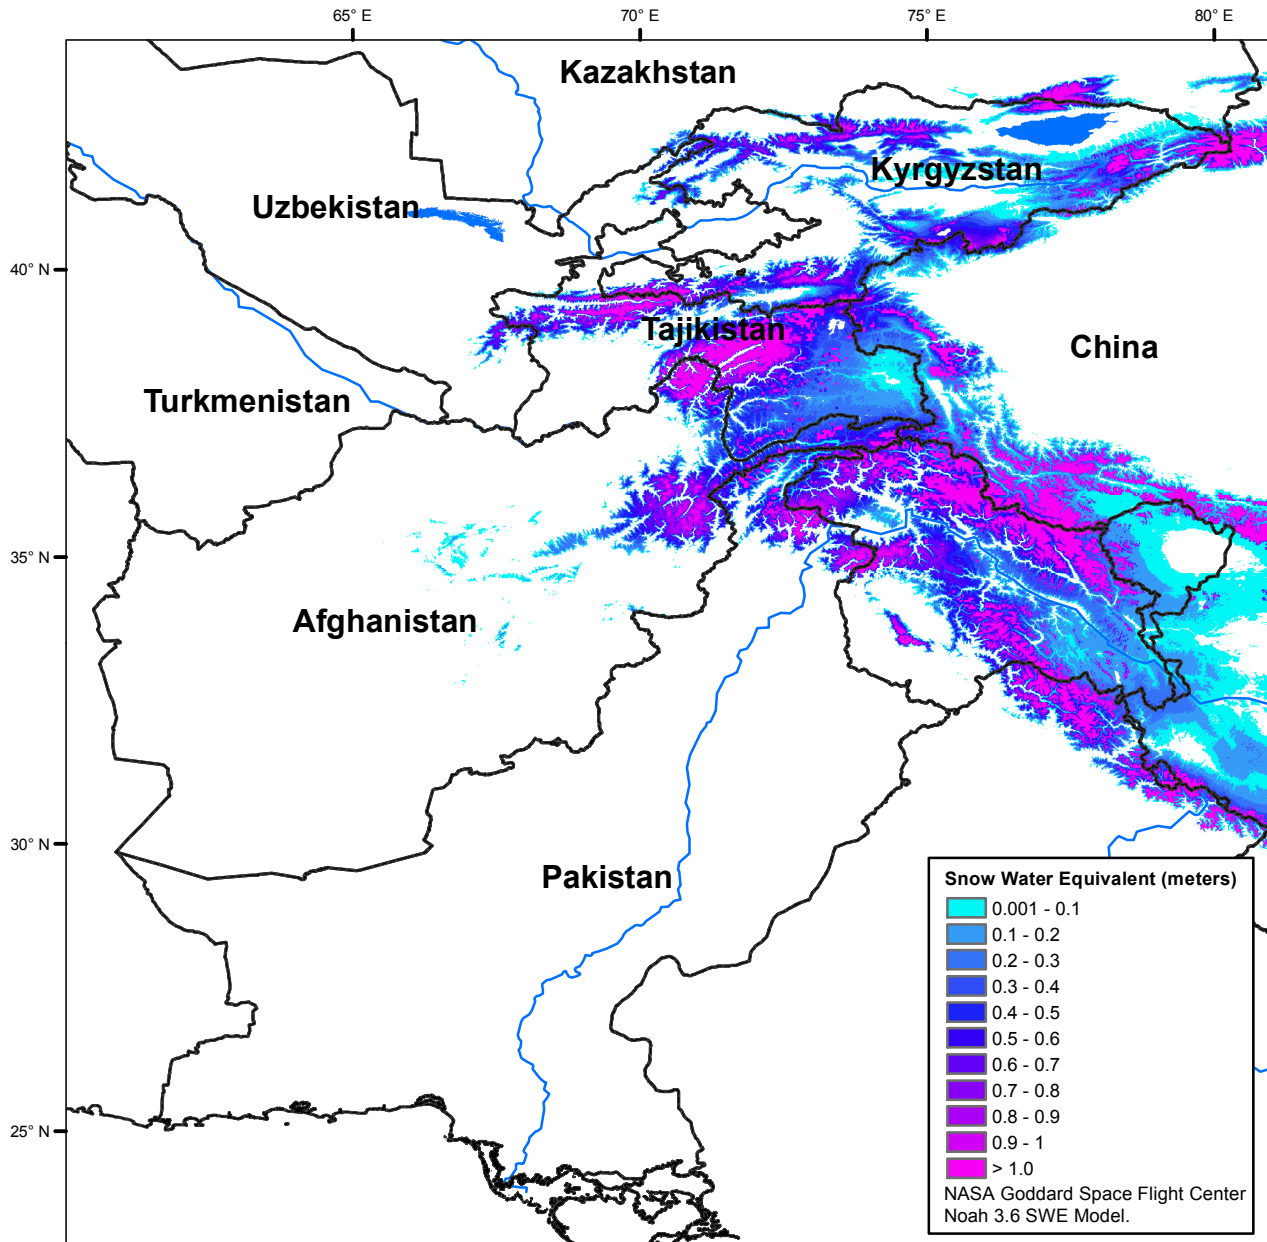 65° E
70° E
75° E
80° E
Kazakhstan
Kyrgyzstan
Uzbekistan
40° N
Tajikistan
China
Turkmenistan
35° N
Afghanistan
30° N
Pakistan
25° N
Snow Water Equivalent (meters)
0.001 - 0.1
0.1 - 0.2
0.2 - 0.3
0.3 - 0.4
0.4 - 0.5
0.5 - 0.6
0.6 - 0.7
0.7 - 0.8
0.8 - 0.9
0.9 - 1
> 1.0
NASA Goddard Space Flight Center
Noah 3.6 SWE Model.